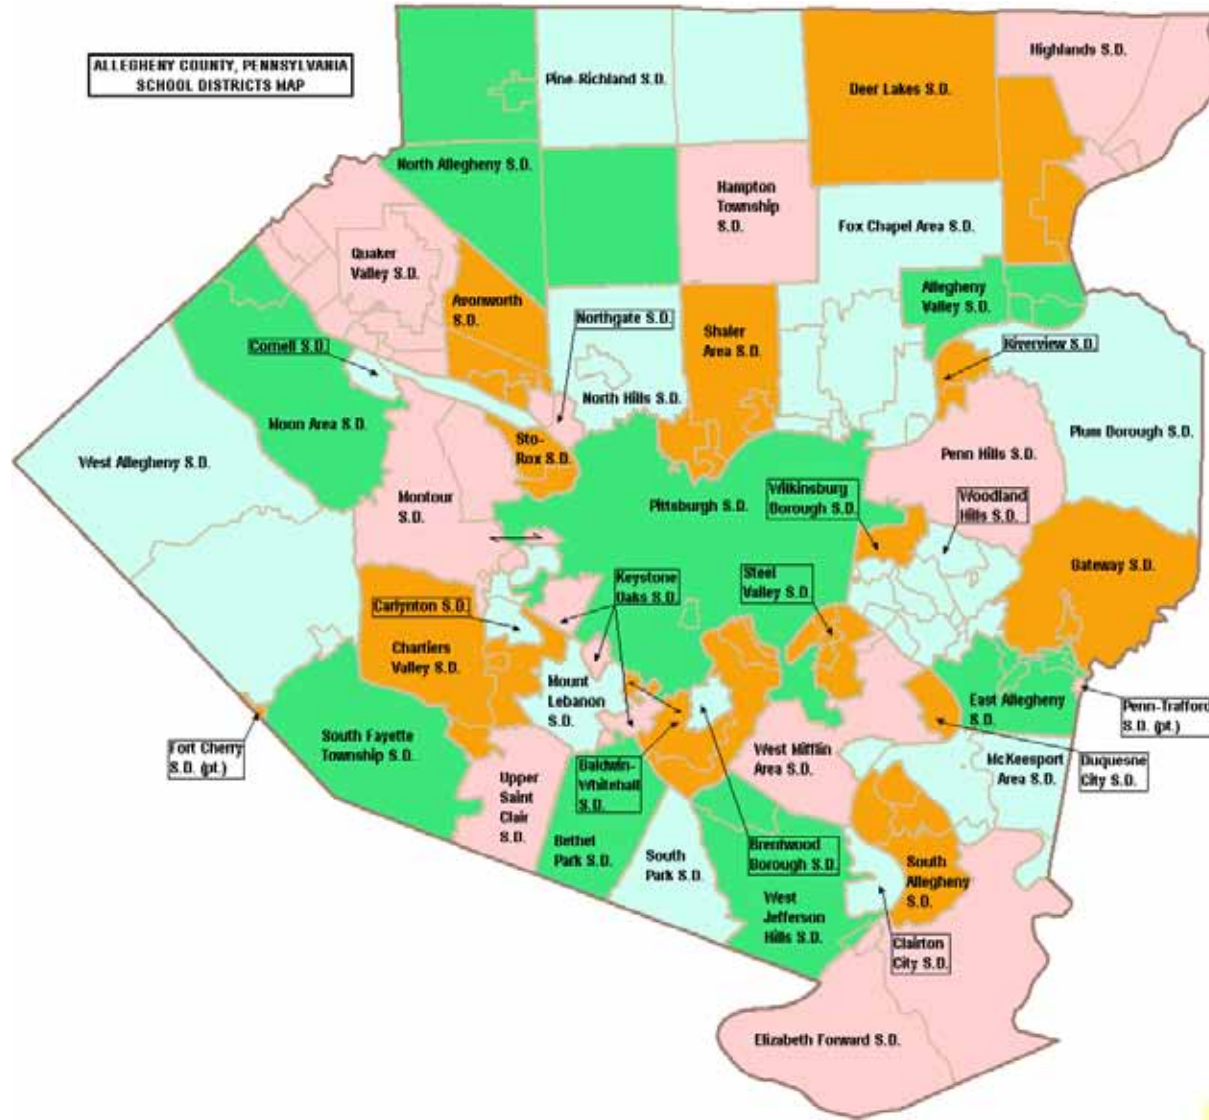 ALLEGHENY COUNTY, PENNSYLVANIA
SCHOOL DISTRICTS MAP
Highlands S.D.
Pine-Richland S.D.
Deer Lakes S.D.
North Allegheny S.D.
Hampton
Township
S.D.
Fox Chapel Area S.D.
Quaker
Valley S.D.
Allegheny
Valley S.D.
Avonworth
S.D.
Northgate S.D.
Shaler
Area S.D.
Riverview S.D.
Cornell S.D.
North Hills S.D.
Moon Area S.D.
Plum Borough S.D.
Sto-
Rox S.D.
Penn Hills S.D.
West Allegheny S.D.
Montour
S.D.
Pittsburgh S.D.
Wilkinsburg
Borough S.D.
Woodland
Hills S.D.
Gateway S.D.
Keystone
Oaks S.D.
Steel
Valley S.D.
Carlynton S.D.
Chartiers
Valley S.D.
Mount
Lebanon
S.D.
East Allegheny
S.D.
Penn-Trafford
S.D. (pt.)
Fort Cherry
S.D. (pt.)
South Fayette
Township S.D.
West Mifflin
Area S.D.
McKeesport
Area S.D.
Duquesne
City S.D.
Upper
Saint
Clair
S.D.
Baldwin-
Whitehall
S.D.
Bethel
Park S.D.
Brentwood
Borough S.D.
South
Park S.D.
South
Allegheny
S.D.
West
Jefferson
Hills S.D.
Clairton
City S.D.
Elizabeth Forward S.D.